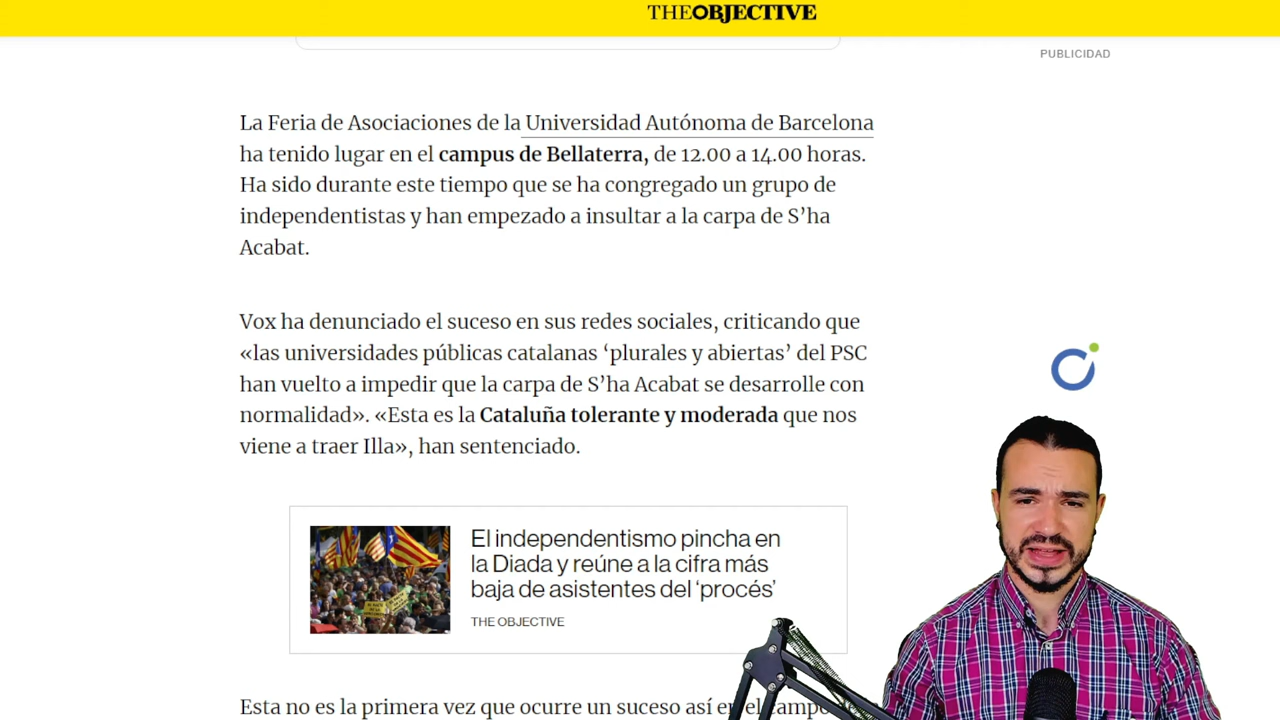 THEOBJECTIVE
PUBLICIDAD
La Feria de Asociaciones de la Universidad Autónoma de Barcelona
ha tenido lugar en el campus de Bellaterra, de 12.00 a 14.00 horas.
Ha sido durante este tiempo que se ha congregado un grupo de
independentistas y han empezado a insultar a la carpa de S’ha
Acabat.
Vox ha denunciado el suceso en sus redes sociales, criticando que
«las universidades públicas catalanas ‘plurales y abiertas’ del PSC
han vuelto a impedir que la carpa de S’ha Acabat se desarrolle con
normalidad». «Esta es la Cataluña tolerante y moderada que nos
viene a traer Illa», han sentenciado.
El independentismo pincha en
la Diada y reúne a la cifra más
baja de asistentes del ‘procés’
THE OBJECTIVE
Esta no es la primera vez que ocurre un suceso así en el